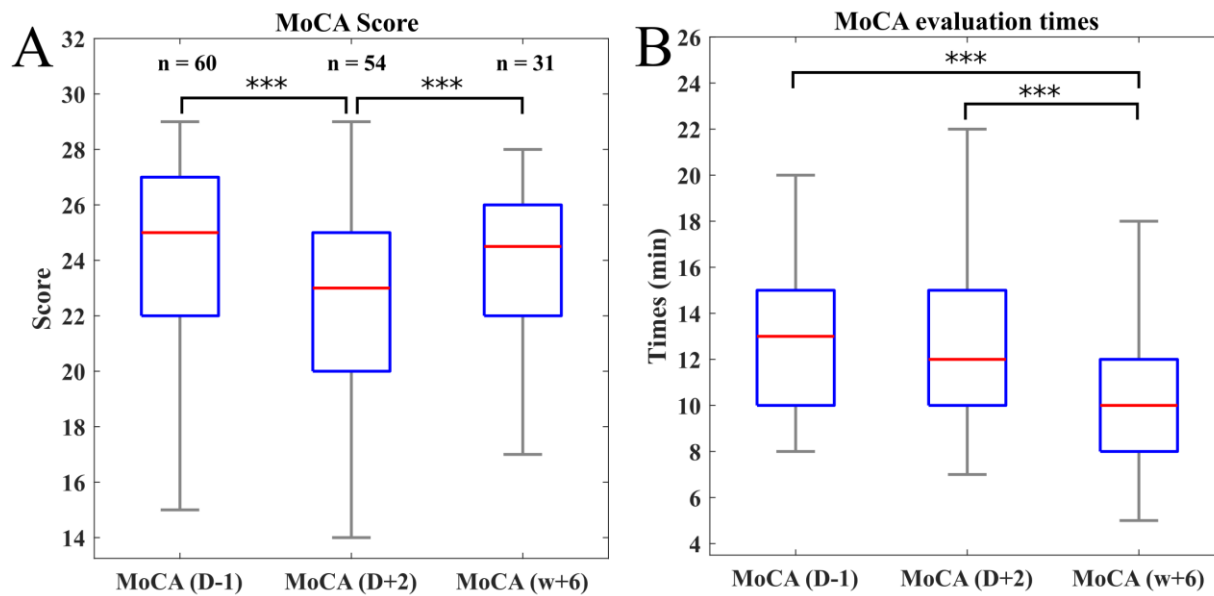 A
MoCA Score
32
30
28
26
24
22
20
18
16
14
Score
n = 60
n = 54
n = 31
***
***
MoCA (D-1)
MoCA (D+2)
MoCA (w+6)
B
MoCA evaluation times
26
24
22
20
18
16
14
12
10
8
6
4
Times (min)
***
***
MoCA (D-1)
MoCA (D+2)
MoCA (w+6)